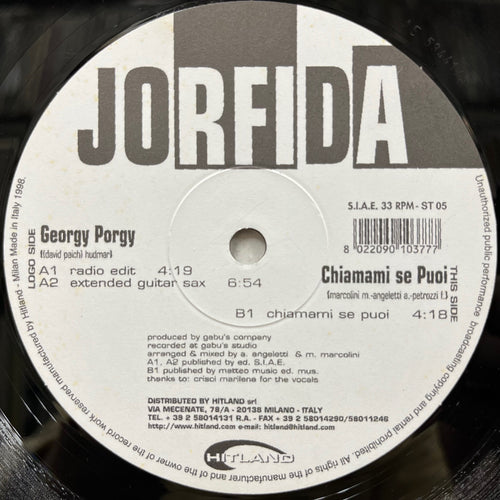 JORFIDA
S.I.A.E. 33 RPM - ST 05
8 022090 103777
LOGO SIDE
Georgy Porgy
((david paich) hudmar)
A1 radio edit 4:19
A2 extended guitar sax 6:54
THIS SIDE
Chiamami se Puoi
(marcolini m.-angeletti a.-petrozzi f.)
B1 chiamami se puoi 4:18
produced by gabu's company
recorded at gabu's studio
arranged & mixed by a. angeletti & m. marcolini
A1, A2 published by ed. S.I.A.E.
B1 published by matteo music ed. mus.
thanks to: crisci marilena for the vocals
DISTRIBUTED BY HITLAND srl
VIA MECENATE, 78/A - 20138 MILANO - ITALY
TEL. + 39 2 58014131 R.A. - FAX + 39 2 58014290/58011246
http://www.hitland.com e-mail: hitland@hitland.com
HITLAND
Unauthorized public performance broadcasting copying and rental prohibited. All rights of the manufacturer and of the owner of the record work reserved manufactured by Hitland - Milan Made in Italy 1998.